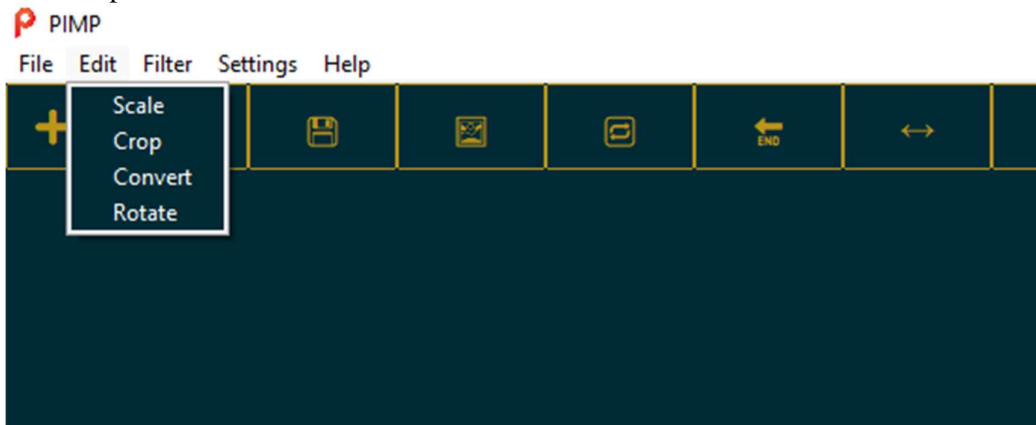 PIMP
File Edit Filter Settings Help
Scale
Crop
Convert
Rotate
END